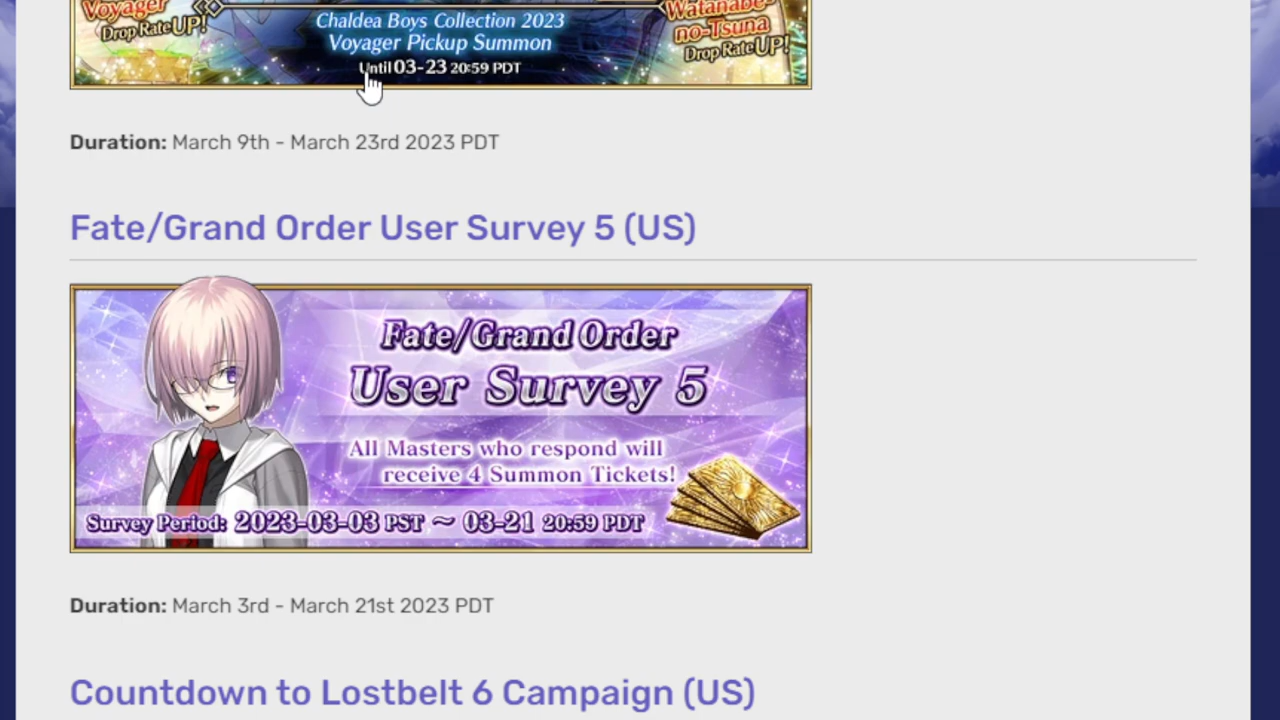 Voyager
Drop Rate UP!
Chaldea Boys Collection 2023
Voyager Pickup Summon
Until 03-23 20:59 PDT
Watanabe-
no-Tsuna
Drop Rate UP!
Duration: March 9th - March 23rd 2023 PDT
Fate/Grand Order User Survey 5 (US)
Fate/Grand Order
User Survey 5
All Masters who respond will
receive 4 Summon Tickets!
Survey Period: 2023-03-03 PST ~ 03-21 20:59 PDT
Duration: March 3rd - March 21st 2023 PDT
Countdown to Lostbelt 6 Campaign (US)